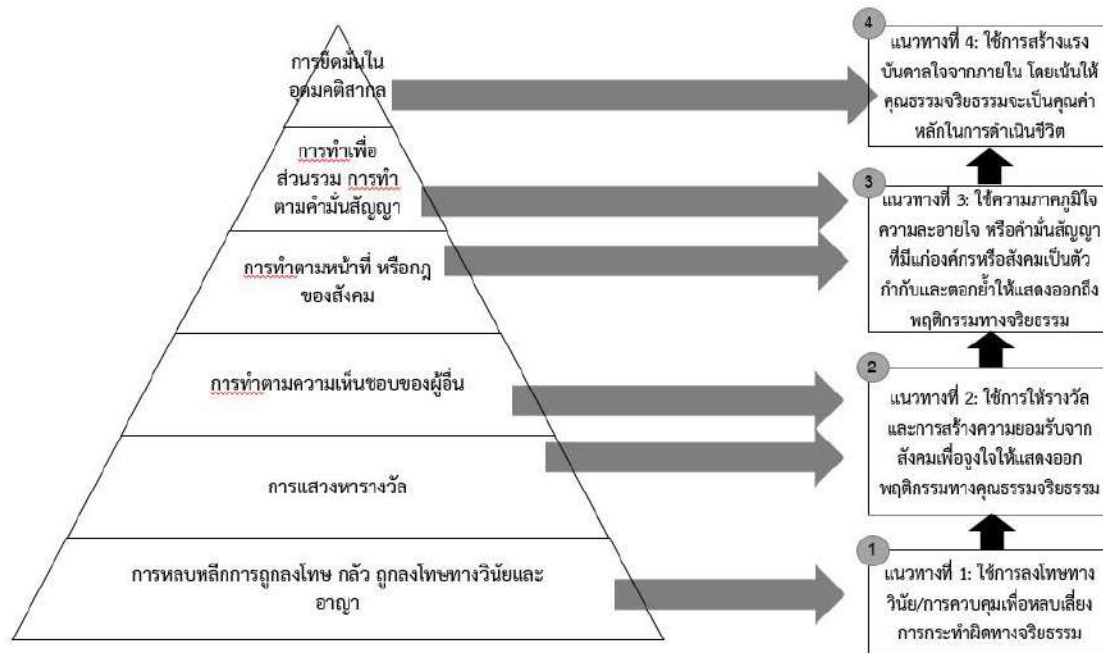 การยึดมั่นใน
อุดมคติสากล
การทำเพื่อ
ส่วนรวม การทำ
ตามคำมั่นสัญญา
การทำตามหน้าที่ หรือกฎ
ของสังคม
การทำตามความเห็นชอบของผู้อื่น
การแสวงหารางวัล
การหลบหลีกการถูกลงโทษ กลัว ถูกลงโทษทางวินัยและ
อาญา
4
แนวทางที่ 4: ใช้การสร้างแรง
บันดาลใจจากภายใน โดยเน้นให้
คุณธรรมจริยธรรมจะเป็นคุณค่า
หลักในการดำเนินชีวิต
3
แนวทางที่ 3: ใช้ความภาคภูมิใจ
ความละอายใจ หรือคำมั่นสัญญา
ที่มีแก่องค์กรหรือสังคมเป็นตัว
กำกับและตอกย้ำให้แสดงออกถึง
พฤติกรรมทางจริยธรรม
2
แนวทางที่ 2: ใช้การให้รางวัล
และการสร้างความยอมรับจาก
สังคมเพื่อจูงใจให้แสดงออก
พฤติกรรมทางคุณธรรมจริยธรรม
1
แนวทางที่ 1: ใช้การลงโทษทาง
วินัย/การควบคุมเพื่อหลบเลี่ยง
การกระทำผิดทางจริยธรรม